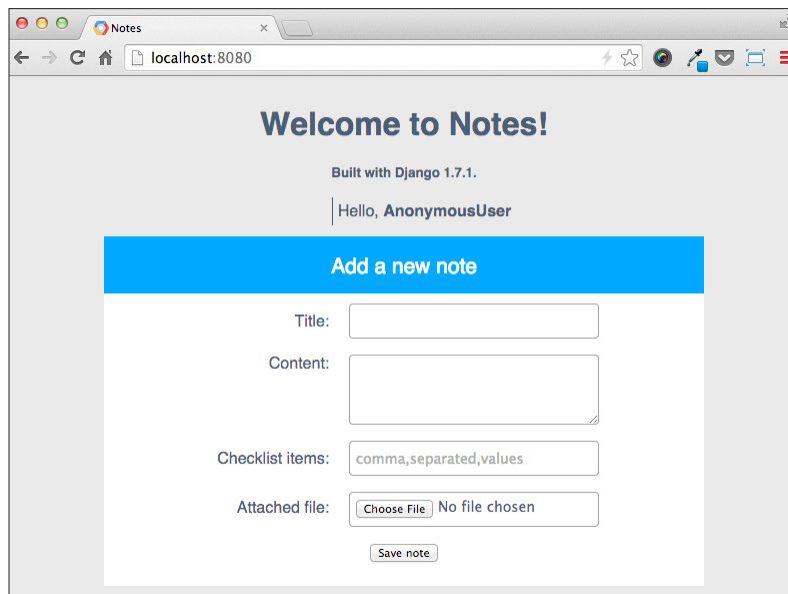 Notes
localhost:8080
Welcome to Notes!
Built with Django 1.7.1.
Hello, AnonymousUser
Add a new note
Title:
Content:
Checklist items: comma,separated,values
Attached file: Choose File No file chosen
Save note